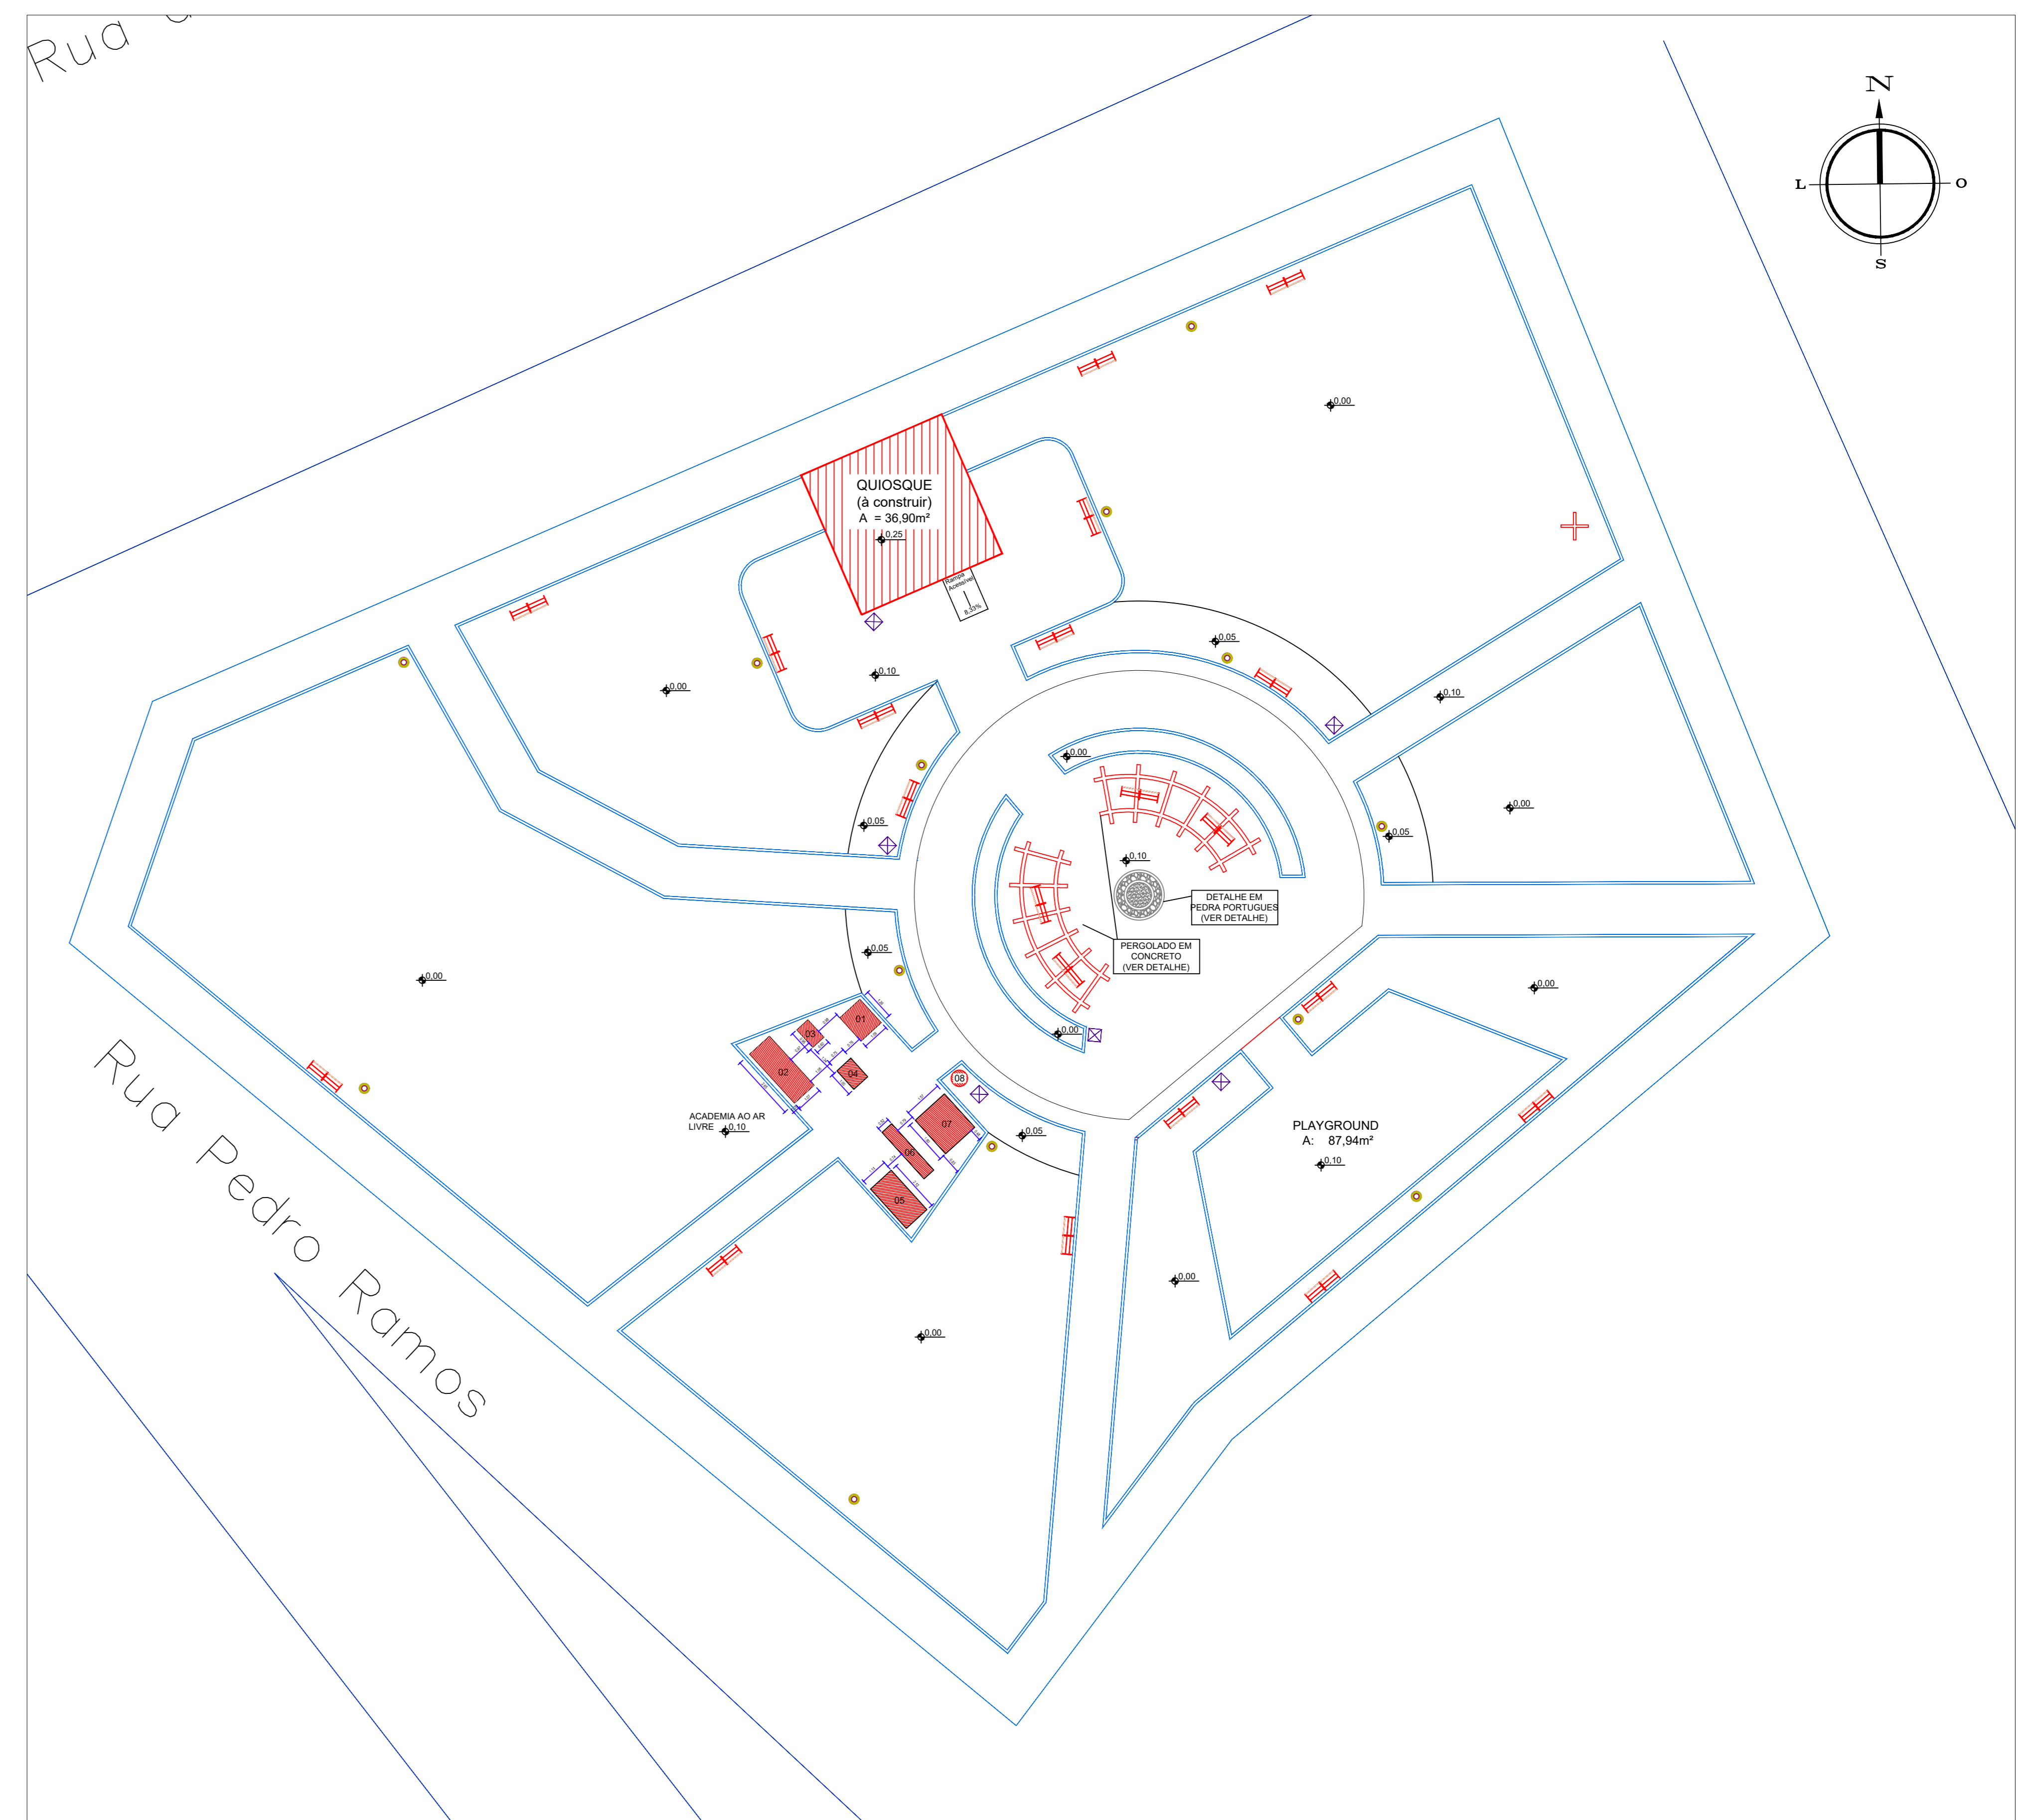 Rua
N
L
O
S
0,00
QUIOSQUE
(à construir)
A = 36,90m²
0,25
Rampa
Acessível
8,33%
0,05
0,10
0,00
0,10
0,00
0,00
0,05
0,05
0,10
0,00
DETALHE EM
PEDRA PORTUGUES
(VER DETALHE)
PERGOLADO EM
CONCRETO
(VER DETALHE)
0,05
0,00
0,00
0,00
01
03
02
04
08
ACADEMIA AO AR
LIVRE
0,10
07
06
05
0,05
PLAYGROUND
A: 87,94m²
0,10
0,00
0,00
Rua Pedro Ramos